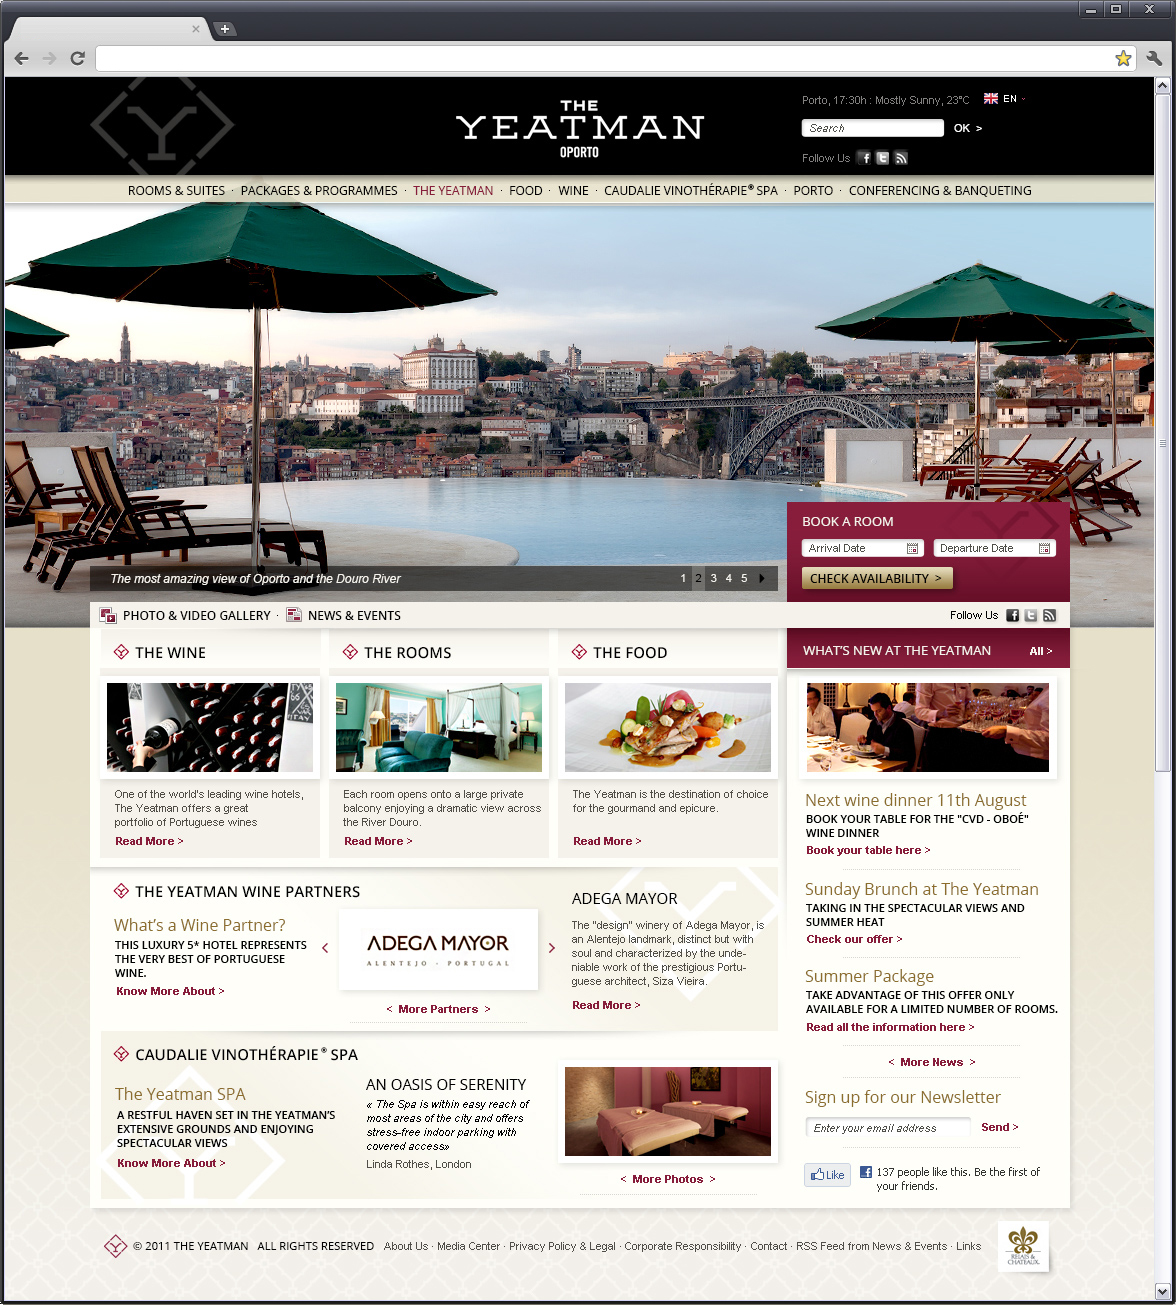 Porto, 17:30h : Mostly Sunny, 23°C
EN
THE
YEATMAN
OPORTO
Search
OK >
Follow Us
ROOMS & SUITES · PACKAGES & PROGRAMMES · THE YEATMAN · FOOD · WINE · CAUDALIE VINOTHÉRAPIE® SPA · PORTO · CONFERENCING & BANQUETING
BOOK A ROOM
Arrival Date
Departure Date
CHECK AVAILABILITY >
The most amazing view of Oporto and the Douro River
1 2 3 4 5
PHOTO & VIDEO GALLERY · NEWS & EVENTS
Follow Us
THE WINE
One of the world's leading wine hotels,
The Yeatman offers a great
portfolio of Portuguese wines
Read More >
THE ROOMS
Each room opens onto a large private
balcony enjoying a dramatic view across
the River Douro.
Read More >
THE FOOD
The Yeatman is the destination of choice
for the gourmand and epicure.
Read More >
WHAT'S NEW AT THE YEATMAN
All >
Next wine dinner 11th August
BOOK YOUR TABLE FOR THE "CVD - OBOÉ"
WINE DINNER
Book your table here >
Sunday Brunch at The Yeatman
TAKING IN THE SPECTACULAR VIEWS AND
SUMMER HEAT
Check our offer >
Summer Package
TAKE ADVANTAGE OF THIS OFFER ONLY
AVAILABLE FOR A LIMITED NUMBER OF ROOMS.
Read all the information here >
< More News >
Sign up for our Newsletter
Enter your email address
Send >
Like
137 people like this. Be the first of
your friends.
THE YEATMAN WINE PARTNERS
What's a Wine Partner?
THIS LUXURY 5* HOTEL REPRESENTS
THE VERY BEST OF PORTUGUESE
WINE.
Know More About >
ADEGA MAYOR
ALENTEJO · PORTUGAL
< More Partners >
ADEGA MAYOR
The "design" winery of Adega Mayor, is
an Alentejo landmark, distinct but with
soul and characterized by the unde-
niable work of the prestigious Portu-
guese architect, Siza Vieira.
Read More >
CAUDALIE VINOTHÉRAPIE® SPA
The Yeatman SPA
A RESTFUL HAVEN SET IN THE YEATMAN'S
EXTENSIVE GROUNDS AND ENJOYING
SPECTACULAR VIEWS
Know More About >
AN OASIS OF SERENITY
« The Spa is within easy reach of
most areas of the city and offers
stress-free indoor parking with
covered access»
Linda Rothes, London
< More Photos >
© 2011 THE YEATMAN ALL RIGHTS RESERVED
About Us · Media Center · Privacy Policy & Legal · Corporate Responsibility · Contact · RSS Feed from News & Events · Links
RELAIS &
CHATEAUX